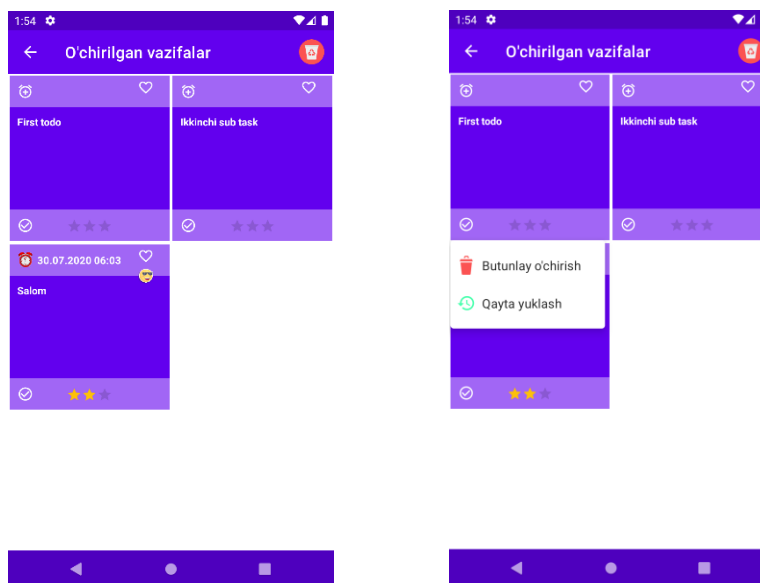 1:54
O'chirilgan vazifalar
First todo
Ikkinchi sub task
30.07.2020 06:03
Salom
1:54
O'chirilgan vazifalar
First todo
Ikkinchi sub task
Butunlay o'chirish
Qayta yuklash